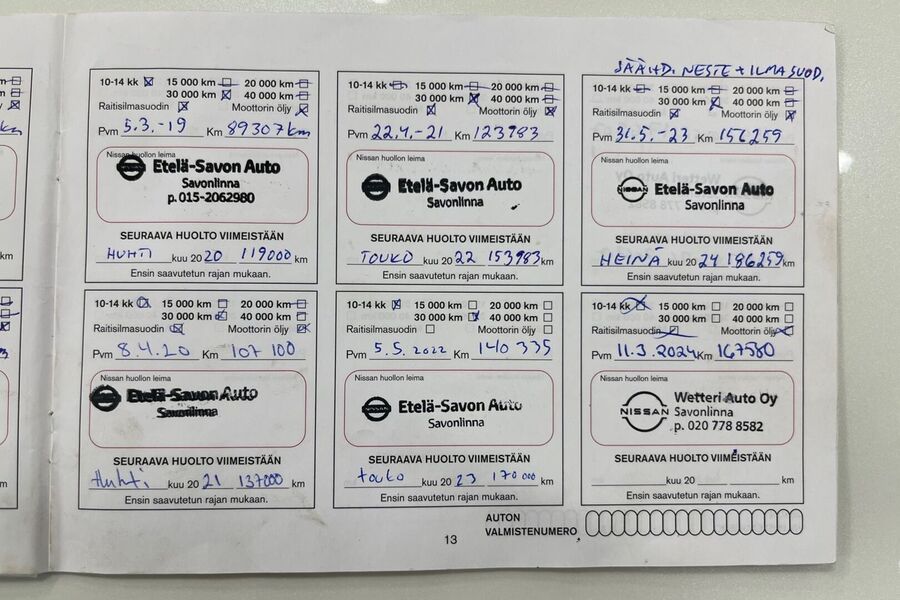 JÄÄHD. NESTE + ILMASUOD.
10-14 kk 15 000 km 20 000 km
30 000 km 40 000 km
Raitisilmasuodin Moottorin öljy
Pvm 5.3.-19 Km 89307 km
Nissan huollon leima
Etelä-Savon Auto
Savonlinna
p. 015-2062980
SEURAAVA HUOLTO VIIMEISTÄÄN
HUHTI kuu 2020 119000 km
Ensin saavutetun rajan mukaan.
10-14 kk 15 000 km 20 000 km
30 000 km 40 000 km
Raitisilmasuodin Moottorin öljy
Pvm 22.4.-21 Km 123983
Etelä-Savon Auto
Savonlinna
SEURAAVA HUOLTO VIIMEISTÄÄN
TOUKO kuu 2022 153983 km
Ensin saavutetun rajan mukaan.
10-14 kk 15 000 km 20 000 km
30 000 km 40 000 km
Raitisilmasuodin Moottorin öljy
Pvm 31.5.-23 Km 156259
Nissan huollon leima
NISSAN Etelä-Savon Auto
Savonlinna
SEURAAVA HUOLTO VIIMEISTÄÄN
HEINÄ kuu 2024 186259 km
Ensin saavutetun rajan mukaan.
10-14 kk 15 000 km 20 000 km
30 000 km 40 000 km
Raitisilmasuodin Moottorin öljy
Pvm 8.4.20 Km 107 100
Nissan huollon leima
Etelä-Savon Auto
Savonlinna
SEURAAVA HUOLTO VIIMEISTÄÄN
Huhti kuu 2021 137000 km
Ensin saavutetun rajan mukaan.
10-14 kk 15 000 km 20 000 km
30 000 km 40 000 km
Raitisilmasuodin Moottorin öljy
Pvm 5.5.2022 Km 140 335
Nissan huollon leima
Etelä-Savon Auto
Savonlinna
SEURAAVA HUOLTO VIIMEISTÄÄN
touko kuu 2023 170 000 km
Ensin saavutetun rajan mukaan.
10-14 kk 15 000 km 20 000 km
30 000 km 40 000 km
Raitisilmasuodin Moottorin öljy
Pvm 11.3.2024 Km 167580
Nissan huollon leima
NISSAN Wetteri Auto Oy
Savonlinna
p. 020 778 8582
SEURAAVA HUOLTO VIIMEISTÄÄN
kuu 20 km
Ensin saavutetun rajan mukaan.
AUTON
VALMISTENUMERO
13